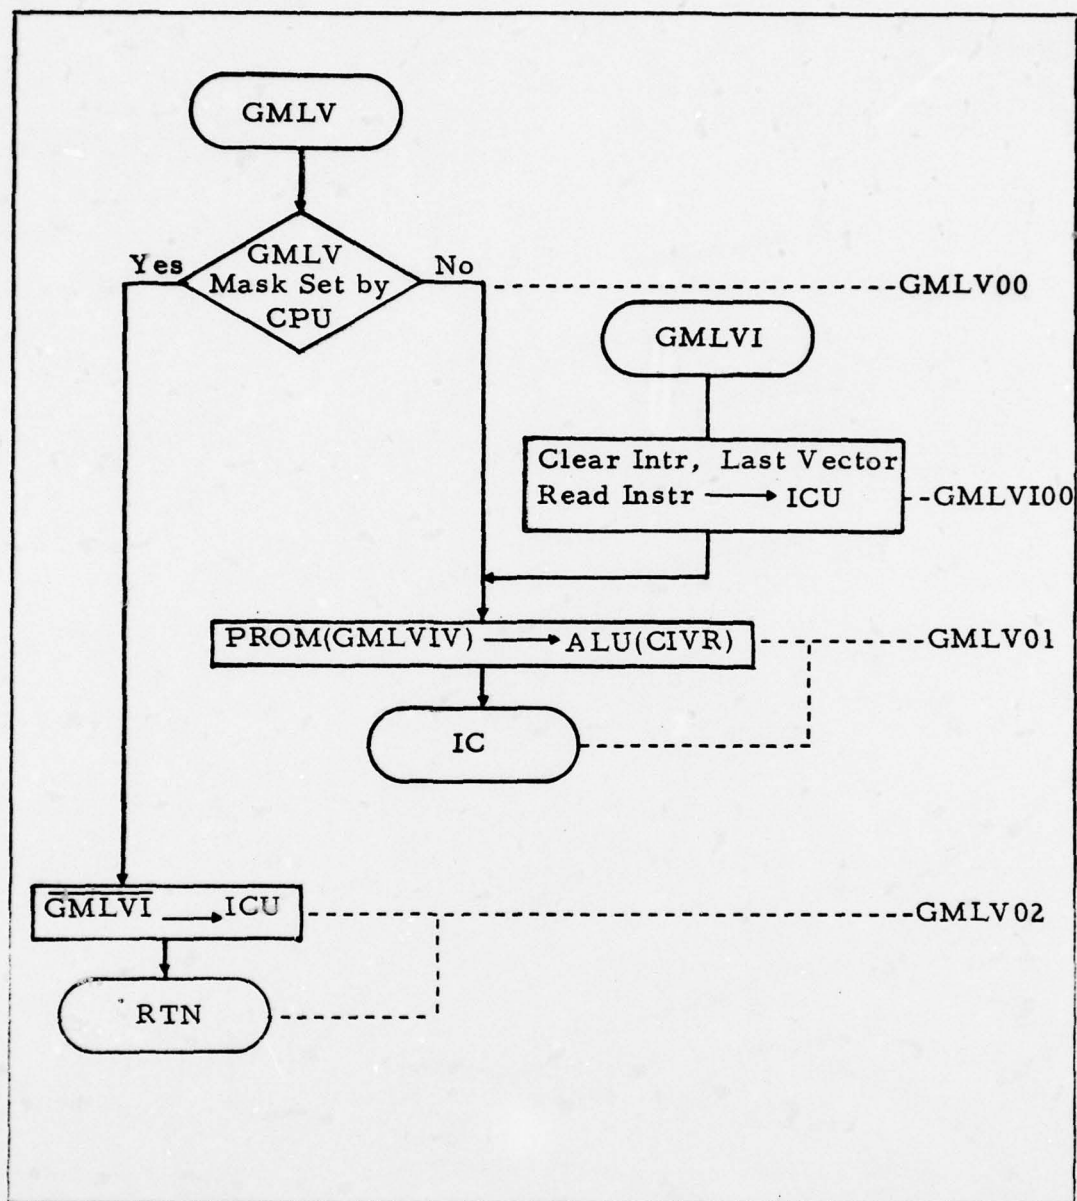 GMLV
GMLV
Mask Set by
CPU
Yes
No
GMLV00
GMLVI
Clear Intr, Last Vector
Read Instr → ICU
GMLVI00
PROM(GMLVIV) → ALU(CIVR)
GMLV01
IC
G̅M̅L̅V̅I̅ → ICU
GMLV02
RTN